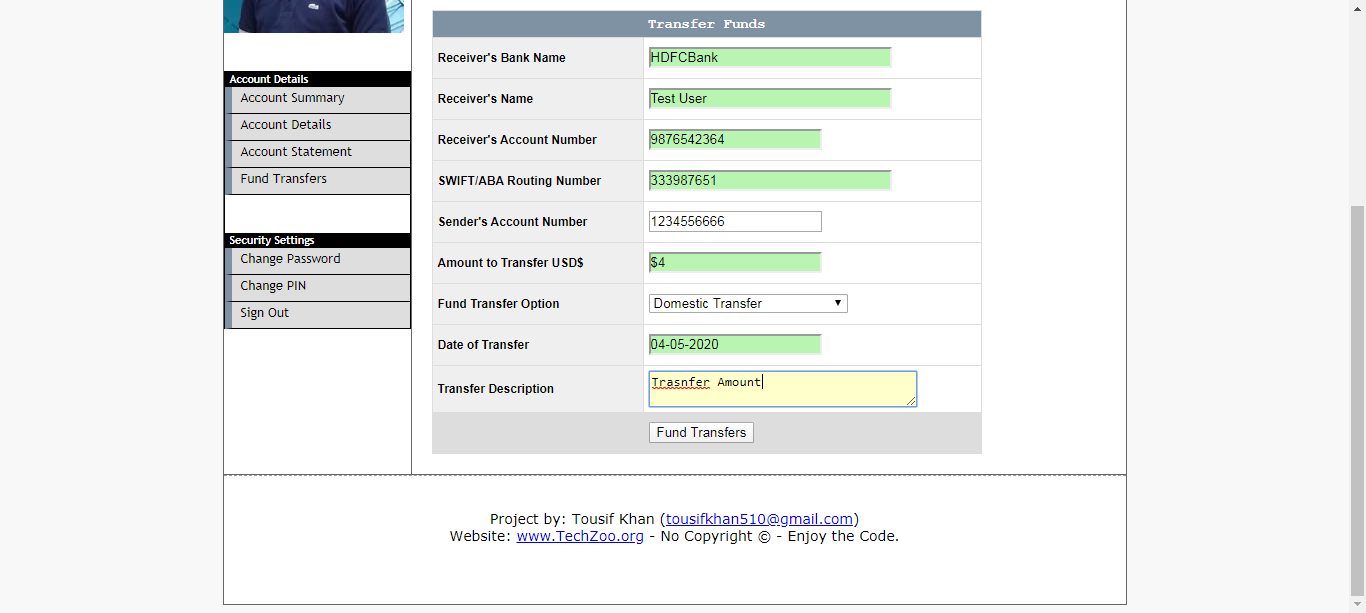 Account Details
Account Summary
Account Details
Account Statement
Fund Transfers
Security Settings
Change Password
Change PIN
Sign Out
Transfer Funds
Receiver's Bank Name HDFCBank
Receiver's Name Test User
Receiver's Account Number 9876542364
SWIFT/ABA Routing Number 333987651
Sender's Account Number 1234556666
Amount to Transfer USD$ $4
Fund Transfer Option Domestic Transfer
Date of Transfer 04-05-2020
Transfer Description Trasnfer Amount
Fund Transfers
Project by: Tousif Khan (tousifkhan510@gmail.com)
Website: www.TechZoo.org - No Copyright © - Enjoy the Code.